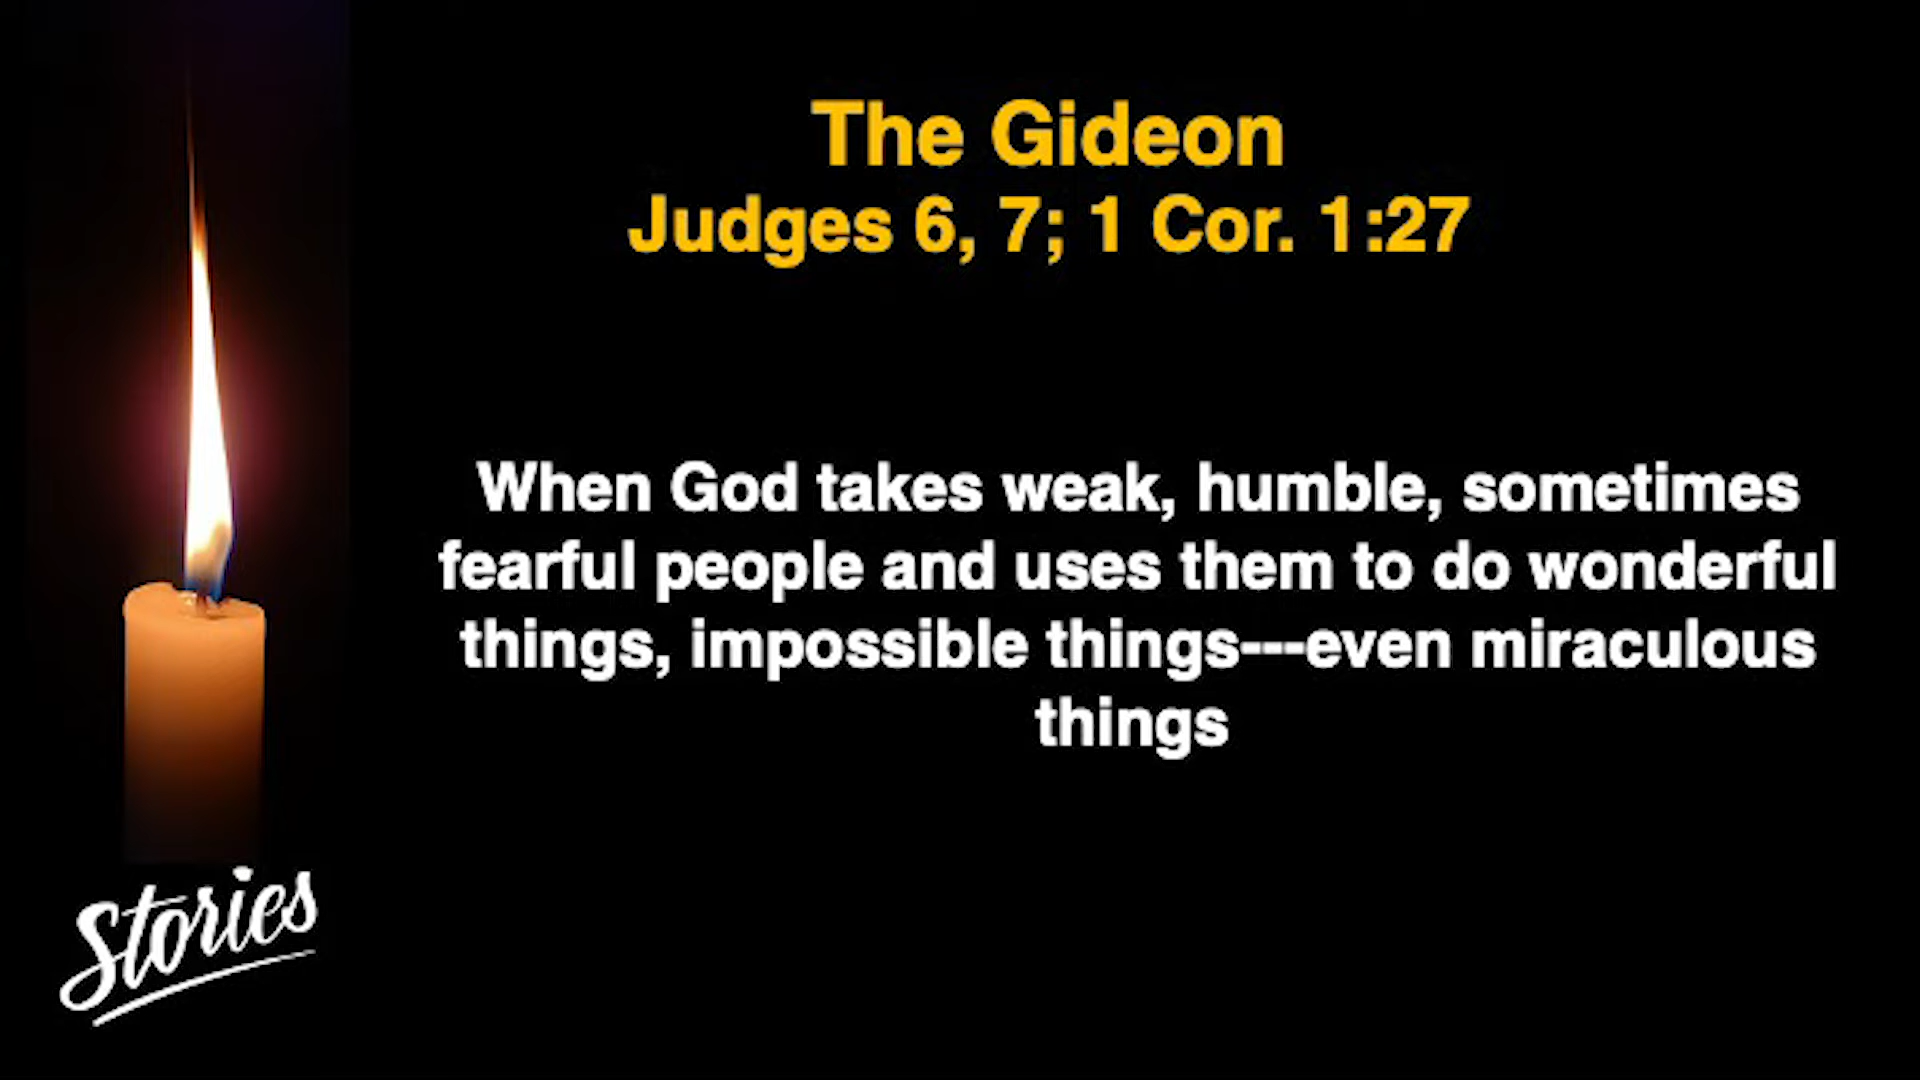 The Gideon
Judges 6, 7; 1 Cor. 1:27
When God takes weak, humble, sometimes
fearful people and uses them to do wonderful
things, impossible things---even miraculous
things
Stories